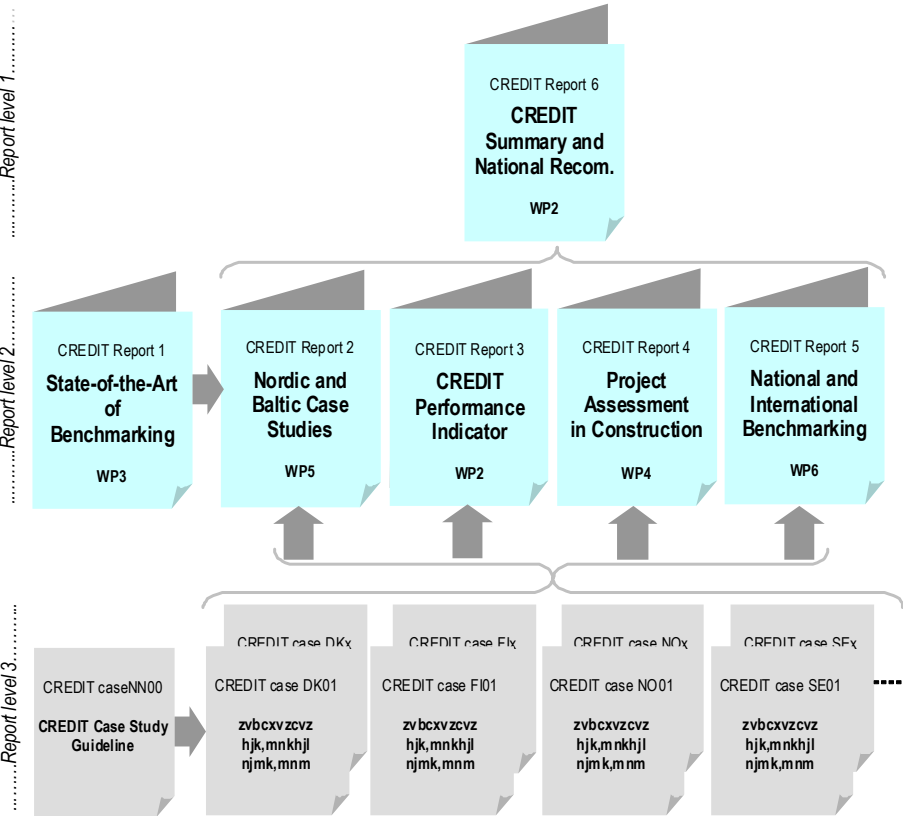 ...........Report level 1...........
CREDIT Report 6
CREDIT
Summary and
National Recom.
WP2
...........Report level 2...........
CREDIT Report 1
State-of-the-Art
of
Benchmarking
WP3
CREDIT Report 2
Nordic and
Baltic Case
Studies
WP5
CREDIT Report 3
CREDIT
Performance
Indicator
WP2
CREDIT Report 4
Project
Assessment
in Construction
WP4
CREDIT Report 5
National and
International
Benchmarking
WP6
...........Report level 3...........
CREDIT caseNN00
CREDIT Case Study
Guideline
CREDIT case DKx
CREDIT case DK01
zvbcxvzcvz
hjk,mnkhjl
njmk,mnm
CREDIT case FIx
CREDIT case FI01
zvbcxvzcvz
hjk,mnkhjl
njmk,mnm
CREDIT case NOx
CREDIT case NO01
zvbcxvzcvz
hjk,mnkhjl
njmk,mnm
CREDIT case SEx
CREDIT case SE01
zvbcxvzcvz
hjk,mnkhjl
njmk,mnm